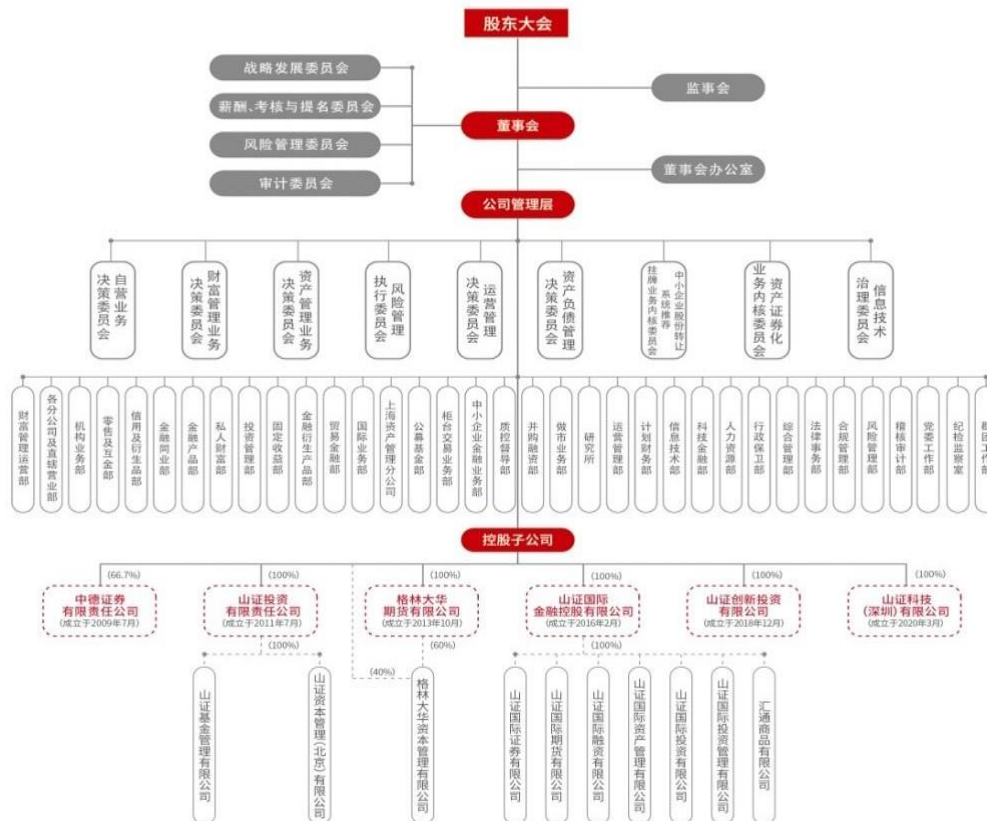 股东大会
战略发展委员会
薪酬、考核与提名委员会
风险管理委员会
审计委员会
监事会
董事会
董事会办公室
公司管理层
自营业务
决策委员会
财富管理业务
决策委员会
资产管理业务
决策委员会
风险管理
执行委员会
运营管理
决策委员会
资产负债管理
决策委员会
中小企业股份转让
系统推荐
挂牌业务内核委员会
资产证券化
业务内核委员会
信息技术
治理委员会
财富管理运营部
各分公司及直辖营业部
机构业务部
零售及互金部
信用及衍生品部
金融同业部
金融产品部
私人财富部
投资管理部
固定收益部
金融衍生产品部
贸易金融部
国际业务部
上海资产管理分公司
公募基金部
柜台交易业务部
中小企业金融业务部
质控督导部
并购融资部
做市业务部
研究所
运营管理部
计划财务部
信息技术部
科技金融部
人力资源部
行政保卫部
综合管理部
法律事务部
合规管理部
风险管理部
稽核审计部
党委工作部
纪检监察室
群团工作部
控股子公司
(66.7%)
(100%)
(100%)
(100%)
(100%)
(100%)
中德证券
有限责任公司
(成立于2009年7月)
山证投资
有限责任公司
(成立于2011年7月)
格林大华
期货有限公司
(成立于2013年10月)
山证国际
金融控股有限公司
(成立于2016年2月)
山证创新投资
有限公司
(成立于2018年12月)
山证科技
(深圳)有限公司
(成立于2020年3月)
(100%)
(40%)
(60%)
(100%)
山证基金管理有限公司
山证资本管理(北京)有限公司
格林大华资本管理有限公司
山证国际证券有限公司
山证国际期货有限公司
山证国际融资有限公司
山证国际资产管理有限公司
山证国际投资有限公司
山证国际投资管理有限公司
汇通商品有限公司